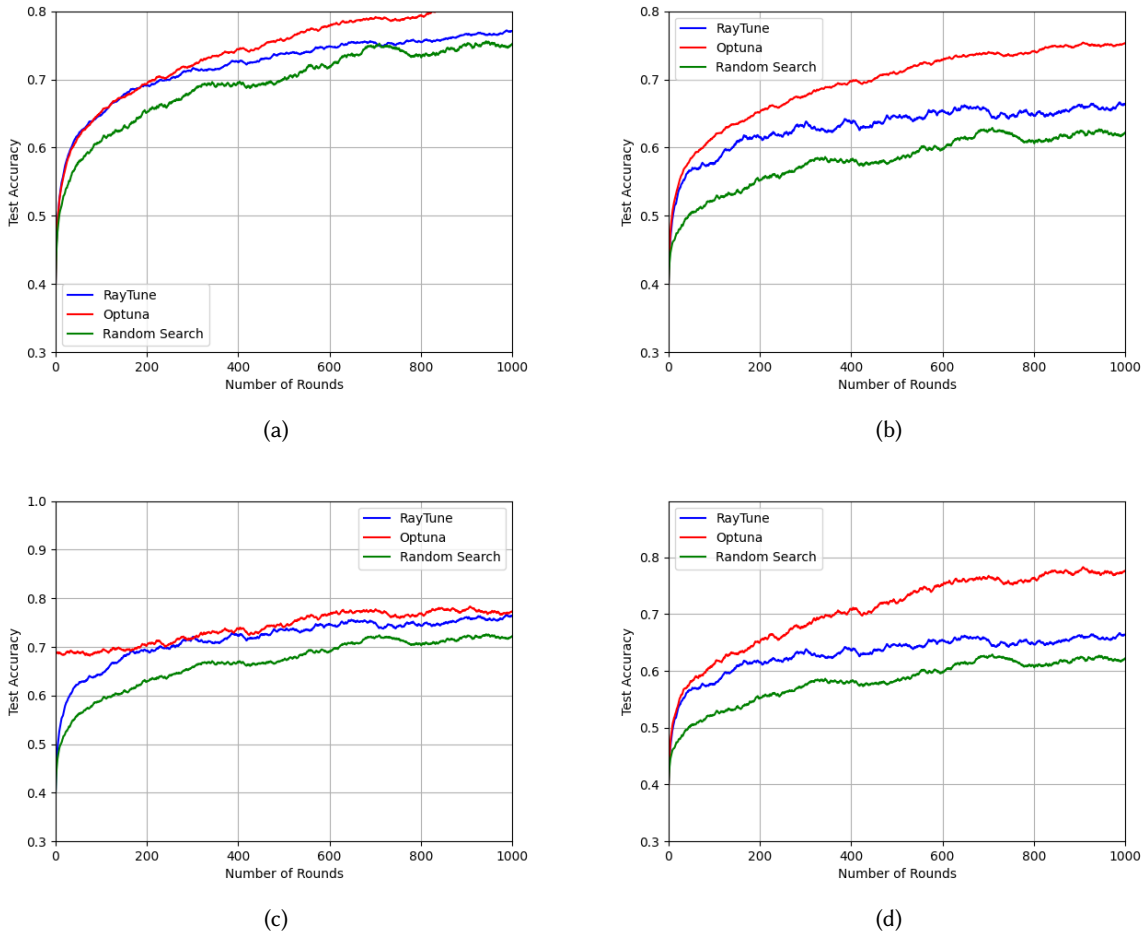 0.8
0.7
0.6
0.5
0.4
0.3
Test Accuracy
RayTune
Optuna
Random Search
0 200 400 600 800 1000
Number of Rounds
(a)
0.8
0.7
0.6
0.5
0.4
0.3
Test Accuracy
RayTune
Optuna
Random Search
0 200 400 600 800 1000
Number of Rounds
(b)
1.0
0.9
0.8
0.7
0.6
0.5
0.4
0.3
Test Accuracy
RayTune
Optuna
Random Search
0 200 400 600 800 1000
Number of Rounds
(c)
0.8
0.7
0.6
0.5
0.4
0.3
Test Accuracy
RayTune
Optuna
Random Search
0 200 400 600 800 1000
Number of Rounds
(d)